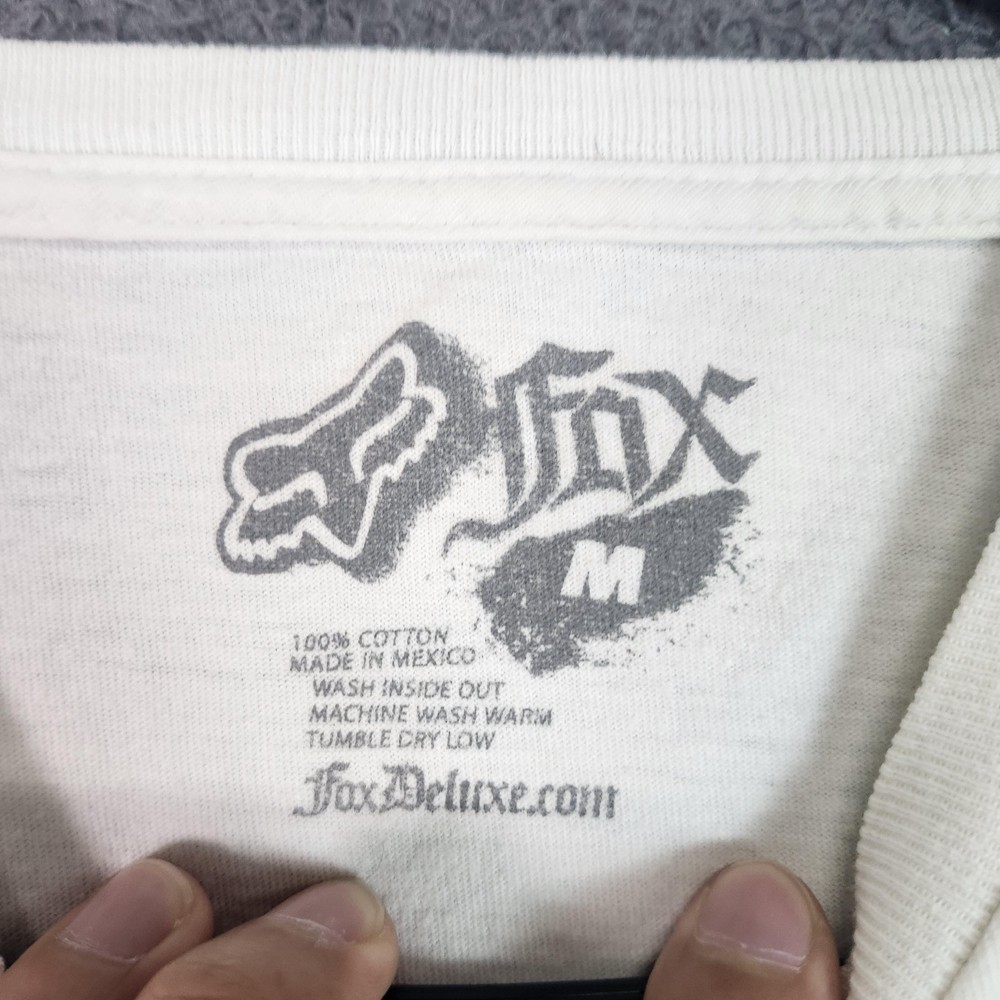 Fox
M
100% COTTON
MADE IN MEXICO
WASH INSIDE OUT
MACHINE WASH WARM
TUMBLE DRY LOW
FoxDeluxe.com